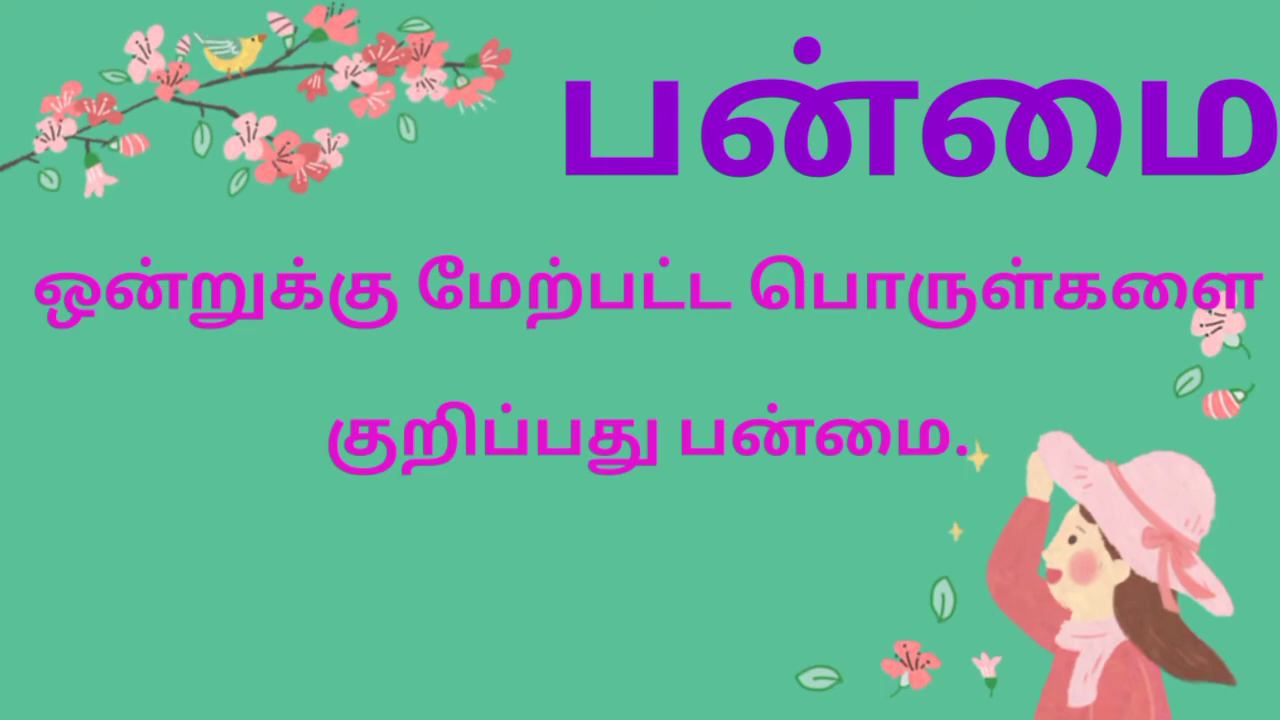 பன்மை
ஒன்றுக்கு மேற்பட்ட பொருள்களை
குறிப்பது பன்மை.